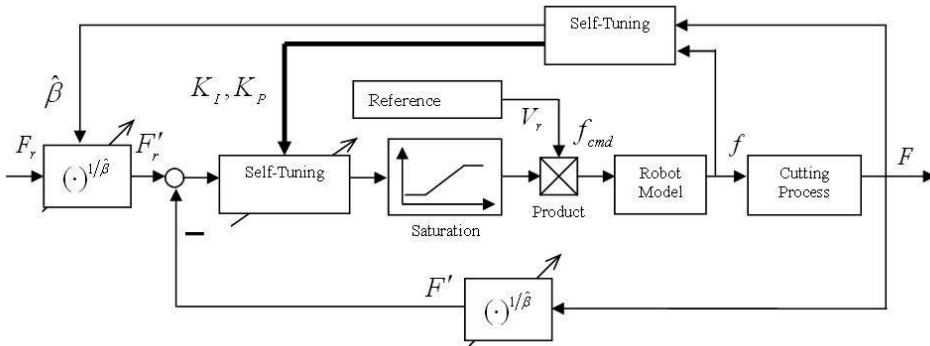 Self-Tuning
β̂
K_I, K_P
Reference
V_r
f_cmd
F_r
(·)^{1/β̂}
F′_r
Self-Tuning
Saturation
Product
Robot
Model
f
Cutting
Process
F
−
F′
(·)^{1/β̂}